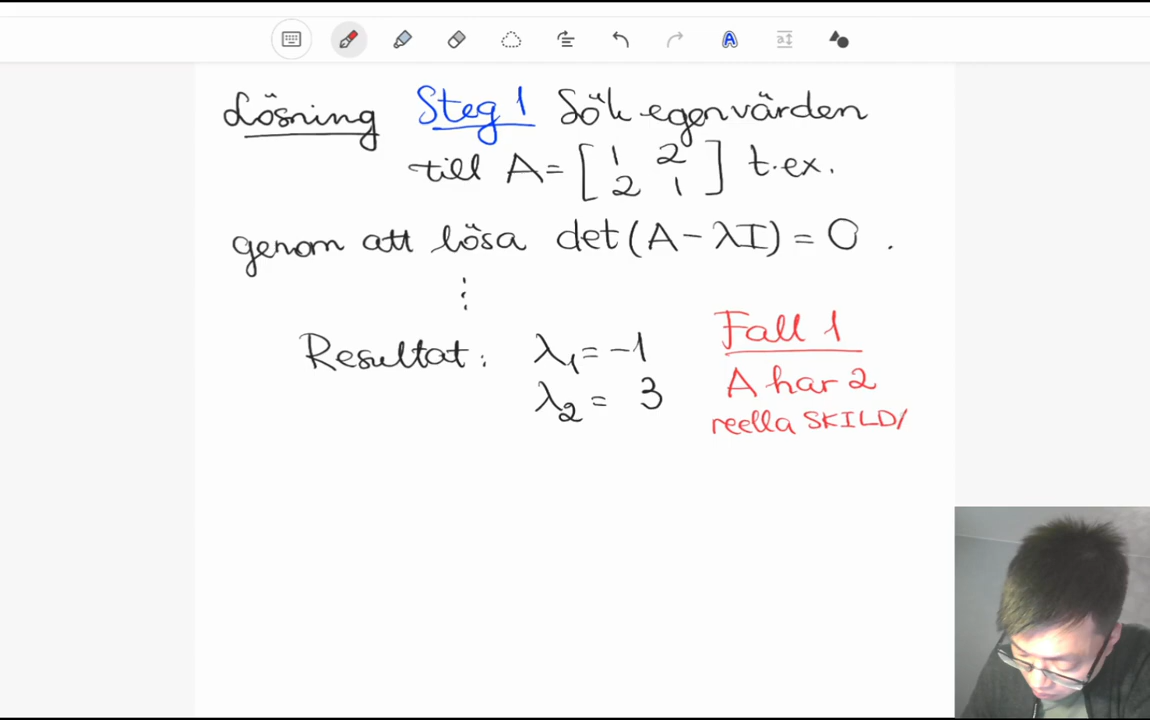 Lösning Steg 1 Sök egenvärden
till A = [1 2
2 1] t.ex.
genom att lösa det(A - λI) = 0 .
⋮
Resultat: λ₁ = -1
λ₂ = 3
Fall 1
A har 2
reella SKILD/